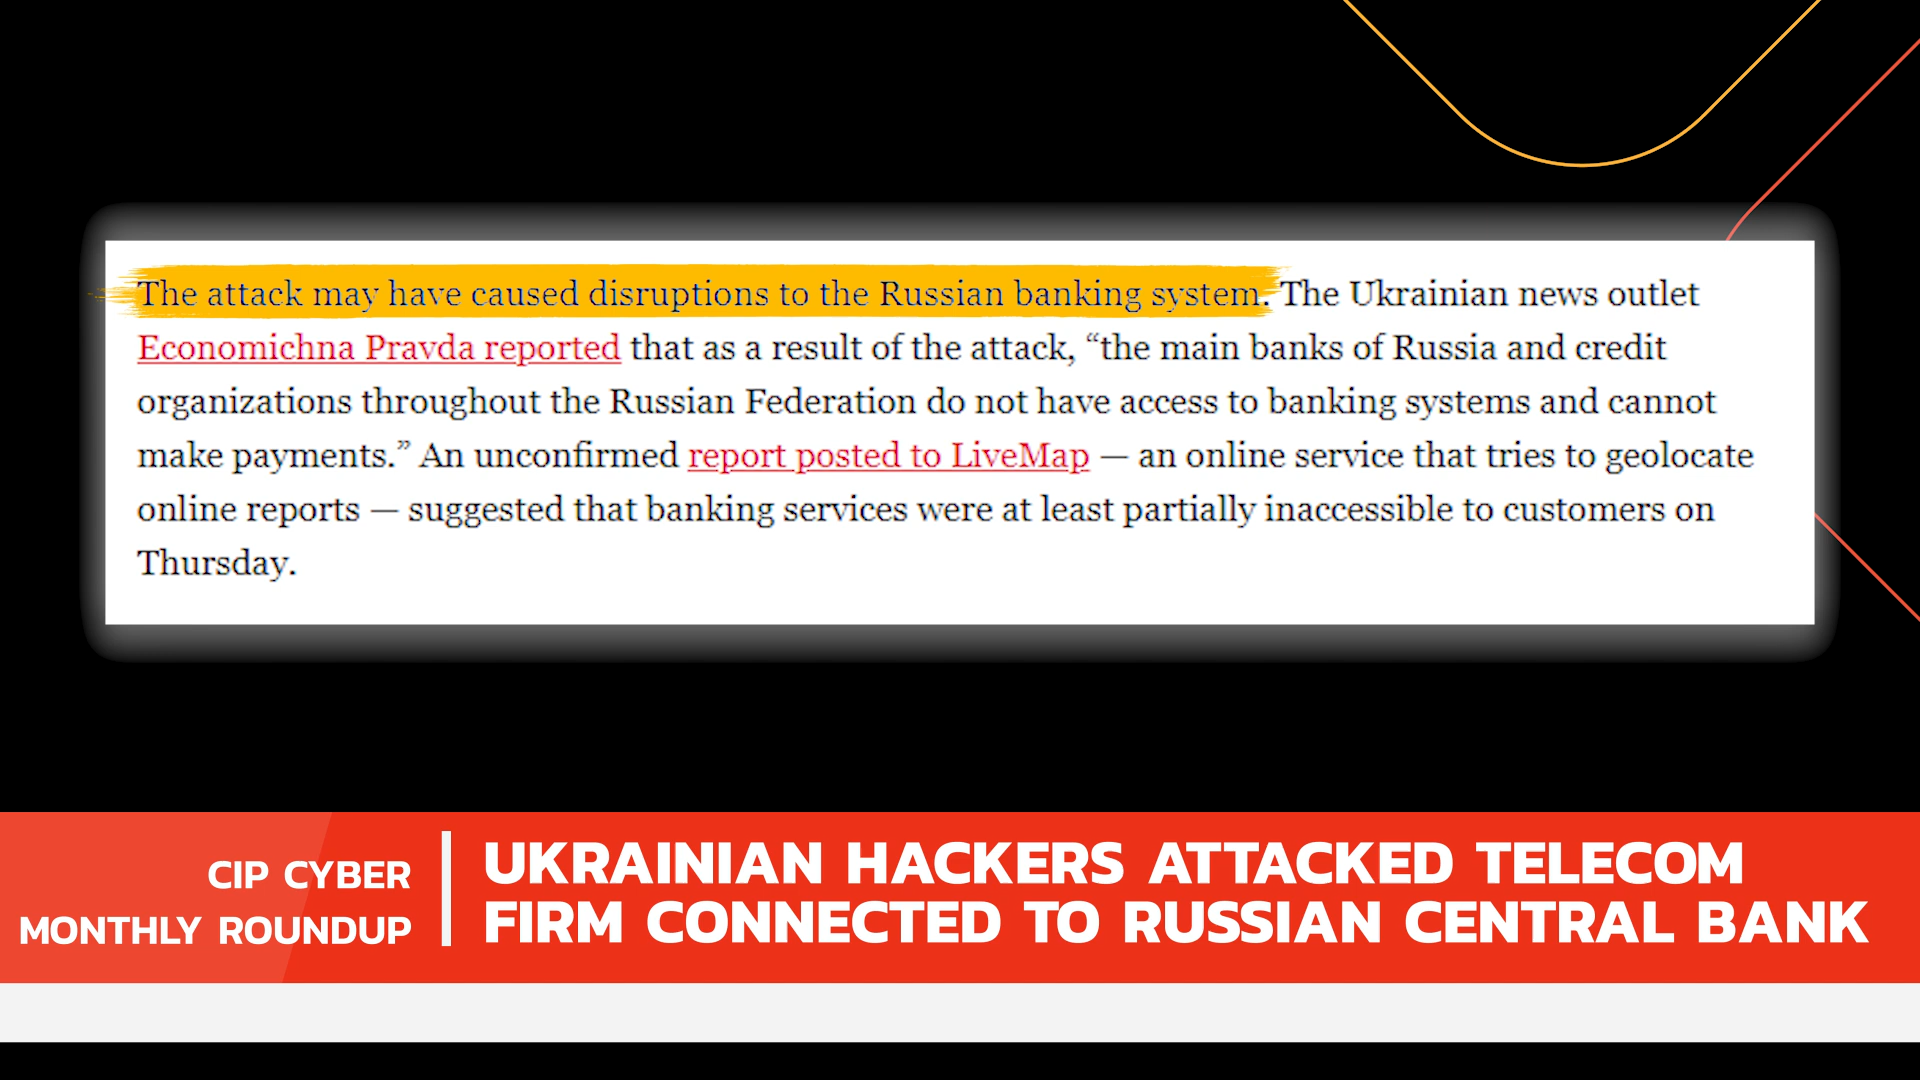 The attack may have caused disruptions to the Russian banking system. The Ukrainian news outlet
Economichna Pravda reported that as a result of the attack, “the main banks of Russia and credit
organizations throughout the Russian Federation do not have access to banking systems and cannot
make payments.” An unconfirmed report posted to LiveMap — an online service that tries to geolocate
online reports — suggested that banking services were at least partially inaccessible to customers on
Thursday.
CIP CYBER
MONTHLY ROUNDUP
UKRAINIAN HACKERS ATTACKED TELECOM
FIRM CONNECTED TO RUSSIAN CENTRAL BANK